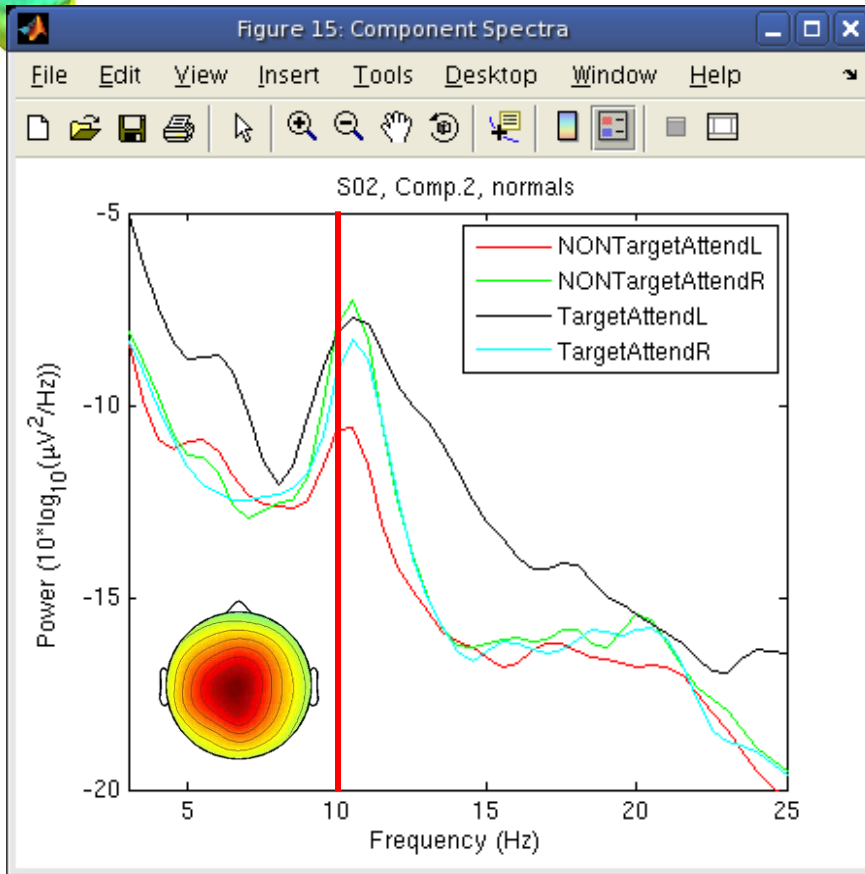 Figure 15: Component Spectra
File Edit View Insert Tools Desktop Window Help
S02, Comp.2, normals
-5
-10
-15
-20
Power (10*log10(μV2/Hz))
NONTargetAttendL
NONTargetAttendR
TargetAttendL
TargetAttendR
5 10 15 20 25
Frequency (Hz)